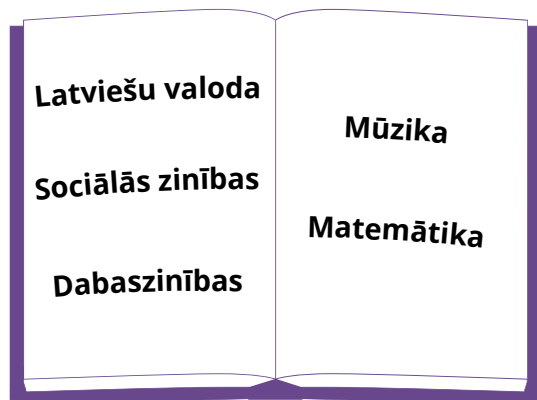 Latviešu valoda
Sociālās zinības
Dabaszinības
Mūzika
Matemātika